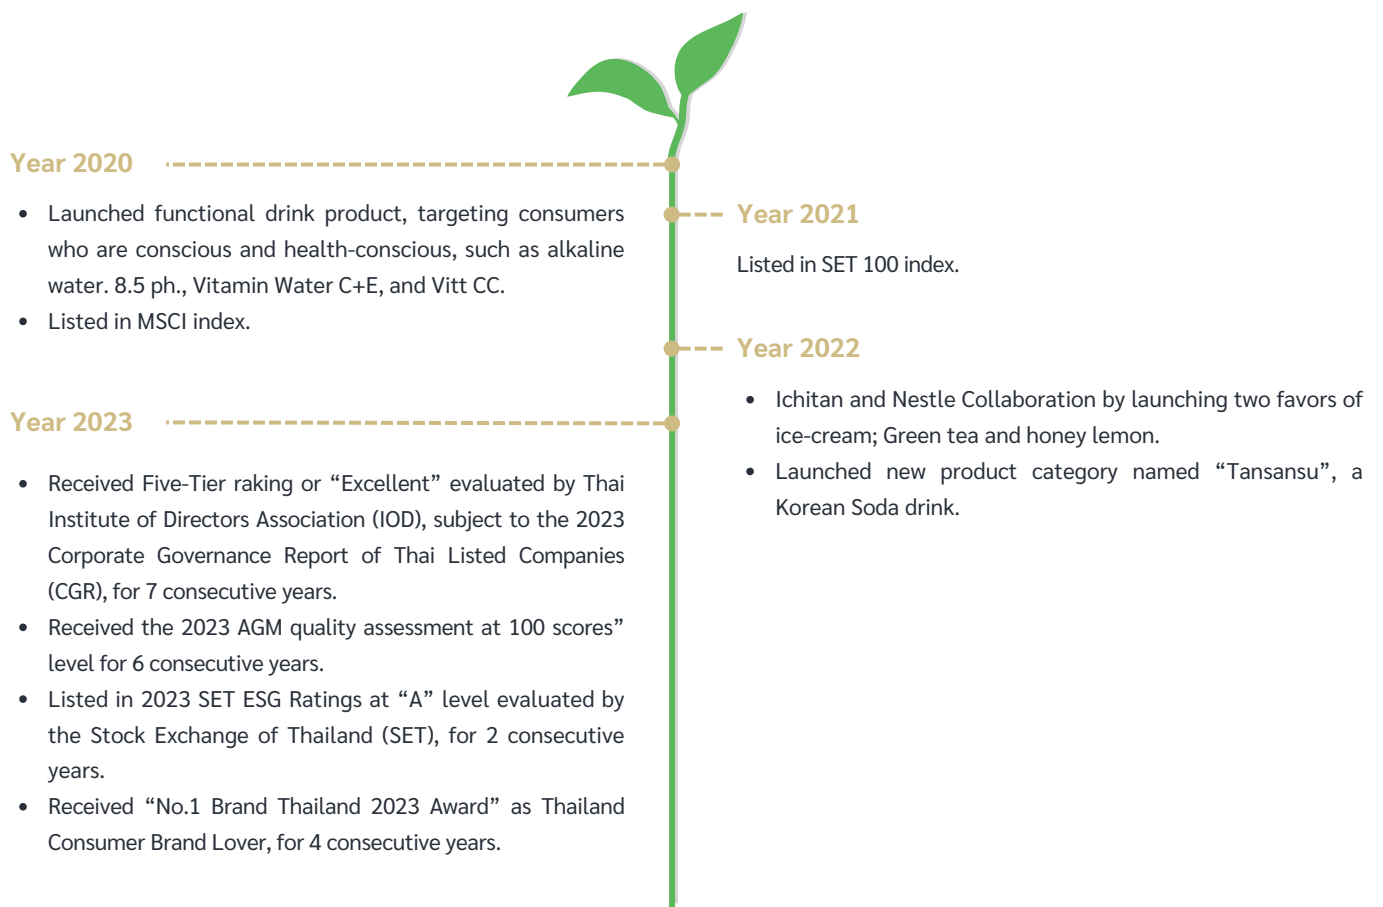 Year 2020
• Launched functional drink product, targeting consumers
who are conscious and health-conscious, such as alkaline
water. 8.5 ph., Vitamin Water C+E, and Vitt CC.
• Listed in MSCI index.
Year 2021
Listed in SET 100 index.
Year 2022
• Ichitan and Nestle Collaboration by launching two favors of
ice-cream; Green tea and honey lemon.
• Launched new product category named “Tansansu”, a
Korean Soda drink.
Year 2023
• Received Five-Tier raking or “Excellent” evaluated by Thai
Institute of Directors Association (IOD), subject to the 2023
Corporate Governance Report of Thai Listed Companies
(CGR), for 7 consecutive years.
• Received the 2023 AGM quality assessment at 100 scores”
level for 6 consecutive years.
• Listed in 2023 SET ESG Ratings at “A” level evaluated by
the Stock Exchange of Thailand (SET), for 2 consecutive
years.
• Received “No.1 Brand Thailand 2023 Award” as Thailand
Consumer Brand Lover, for 4 consecutive years.